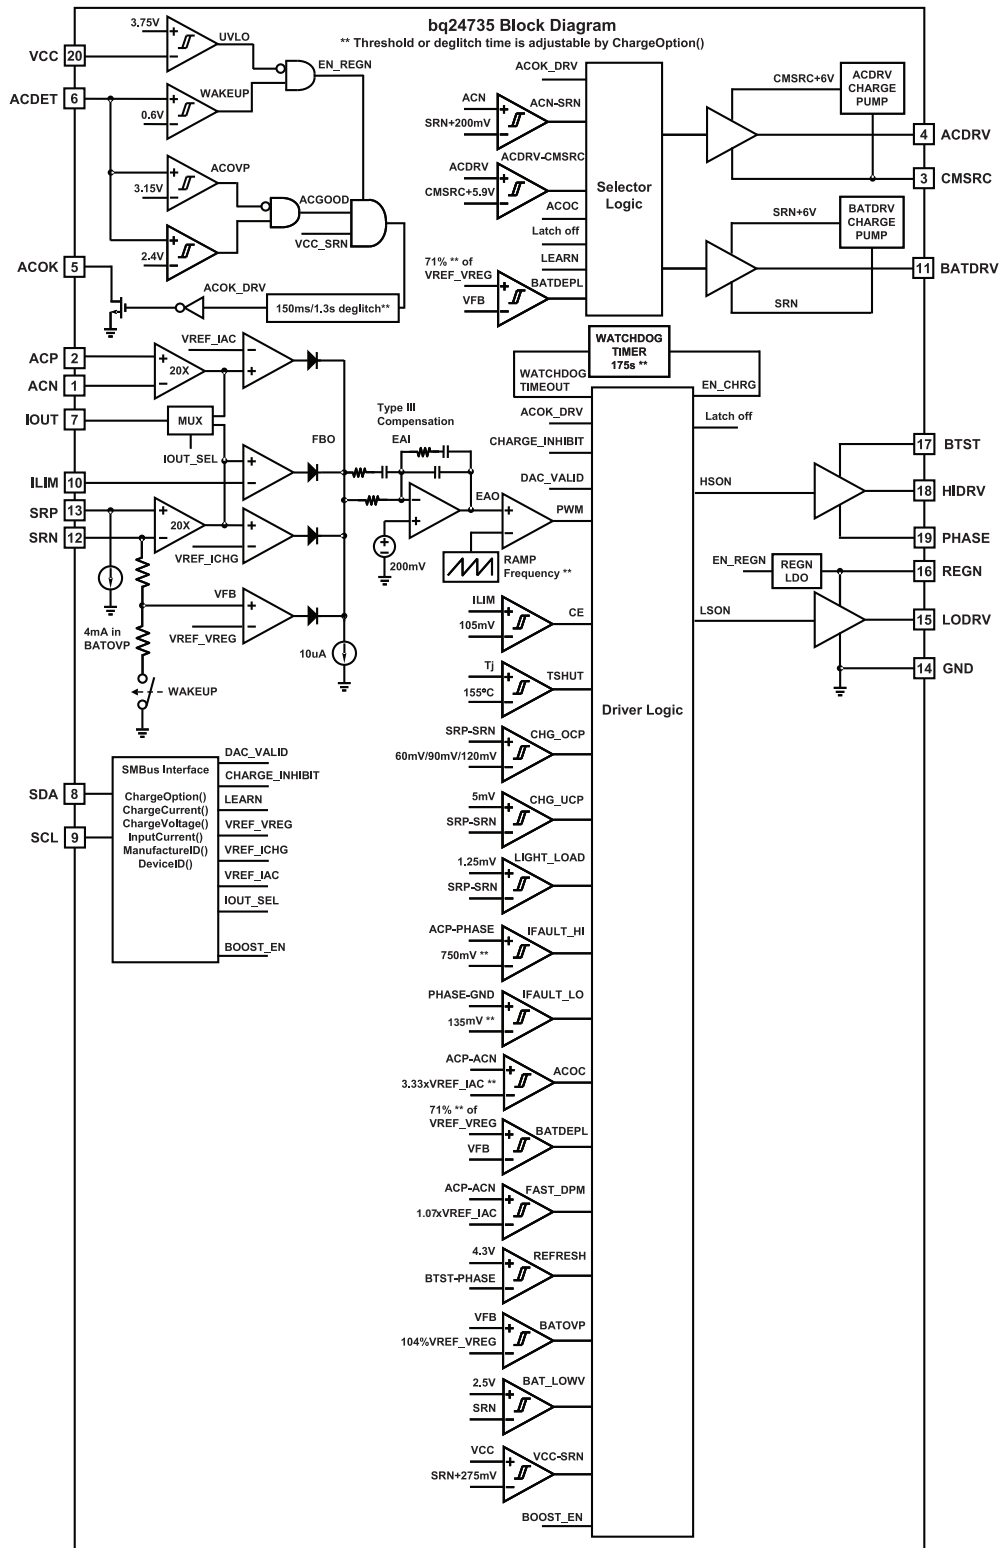 bq24735 Block Diagram
** Threshold or deglitch time is adjustable by ChargeOption()
3.75V
UVLO
VCC 20
EN_REGN
ACDET 6
WAKEUP
0.6V
ACOVP
3.15V
ACGOOD
VCC_SRN
2.4V
ACOK 5
ACOK_DRV
150ms/1.3s deglitch**
ACOK_DRV
ACN
ACN-SRN
SRN+200mV
ACDRV-CMSRC
ACDRV
CMSRC+5.9V
ACOC
Latch off
LEARN
71% ** of
VREF_VREG
BATDEPL
VFB
Selector
Logic
CMSRC+6V
ACDRV
CHARGE
PUMP
4 ACDRV
3 CMSRC
SRN+6V
BATDRV
CHARGE
PUMP
11 BATDRV
SRN
ACP 2
ACN 1
IOUT 7
ILIM 10
SRP 13
SRN 12
20X
VREF_IAC
MUX
IOUT_SEL
20X
VREF_ICHG
VFB
VREF_VREG
4mA in
BATOVP
WAKEUP
FBO
10uA
Type III
Compensation
EAI
EAO
200mV
PWM
RAMP
Frequency **
WATCHDOG
TIMER
175s **
WATCHDOG
TIMEOUT
EN_CHRG
ACOK_DRV
Latch off
CHARGE_INHIBIT
DAC_VALID
HSON
17 BTST
18 HIDRV
19 PHASE
EN_REGN
REGN
LDO
16 REGN
LSON
15 LODRV
14 GND
Driver Logic
ILIM
CE
105mV
Tj
TSHUT
155°C
SRP-SRN
CHG_OCP
60mV/90mV/120mV
5mV
CHG_UCP
SRP-SRN
1.25mV
LIGHT_LOAD
SRP-SRN
ACP-PHASE
IFAULT_HI
750mV **
PHASE-GND
IFAULT_LO
135mV **
ACP-ACN
ACOC
3.33xVREF_IAC **
71% ** of
VREF_VREG
BATDEPL
VFB
ACP-ACN
FAST_DPM
1.07xVREF_IAC
4.3V
REFRESH
BTST-PHASE
VFB
BATOVP
104%VREF_VREG
2.5V
BAT_LOWV
SRN
VCC
VCC-SRN
SRN+275mV
BOOST_EN
SDA 8
SCL 9
SMBus Interface
ChargeOption()
ChargeCurrent()
ChargeVoltage()
InputCurrent()
ManufactureID()
DeviceID()
DAC_VALID
CHARGE_INHIBIT
LEARN
VREF_VREG
VREF_ICHG
VREF_IAC
IOUT_SEL
BOOST_EN